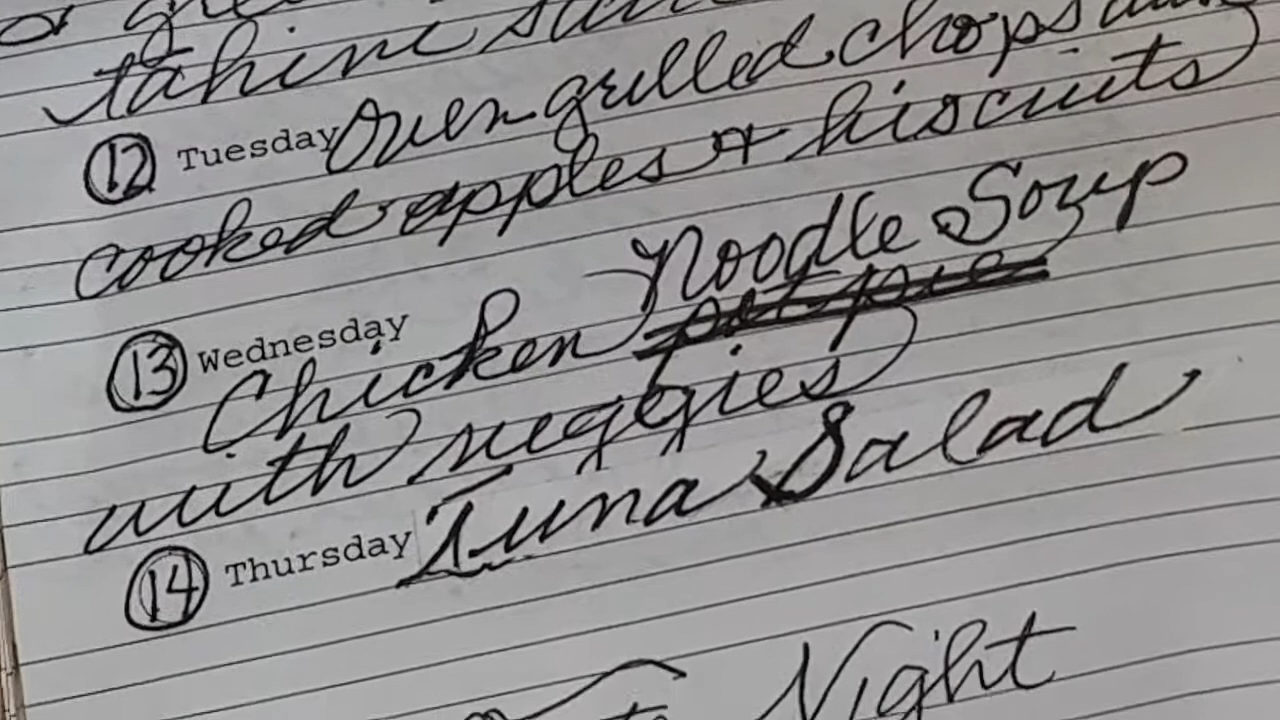 or
tahini
12 Tuesday Oven grilled chops
cooked apples & biscuits
Noodle Soup
13 Wednesday
Chicken pot pie
with veggies
14 Thursday Tuna Salad
Night